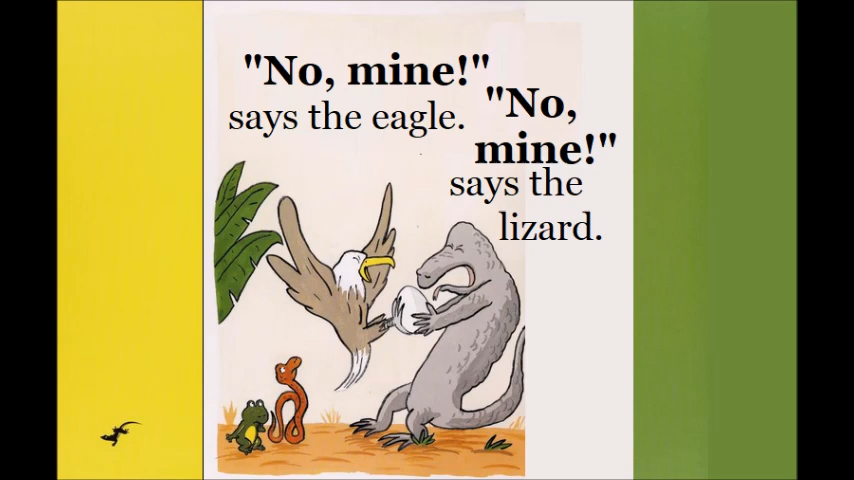 "No, mine!"
says the eagle.
"No,
mine!"
says the
lizard.